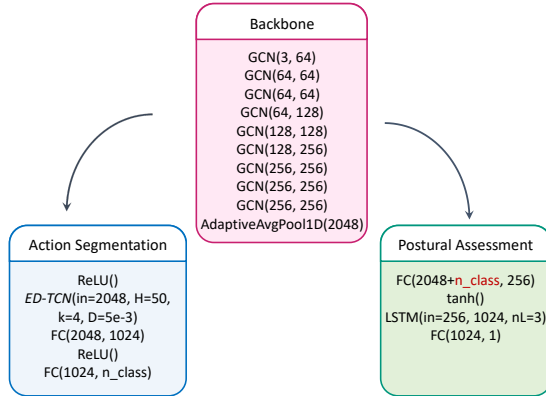 Backbone
GCN(3, 64)
GCN(64, 64)
GCN(64, 64)
GCN(64, 128)
GCN(128, 128)
GCN(128, 256)
GCN(256, 256)
GCN(256, 256)
GCN(256, 256)
AdaptiveAvgPool1D(2048)
Action Segmentation
ReLU()
ED-TCN(in=2048, H=50,
k=4, D=5e-3)
FC(2048, 1024)
ReLU()
FC(1024, n_class)
Postural Assessment
FC(2048+n_class, 256)
tanh()
LSTM(in=256, 1024, nL=3)
FC(1024, 1)